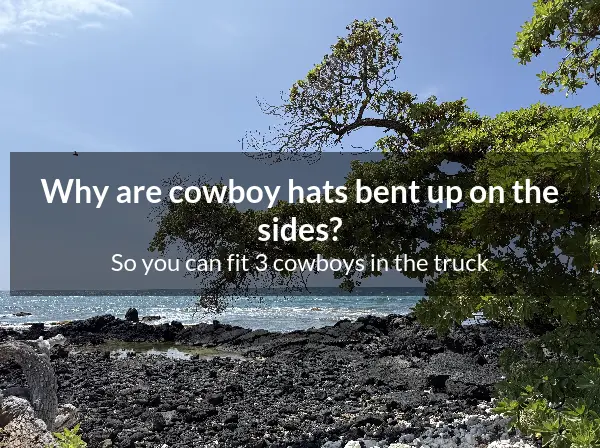 Why are cowboy hats bent up on the
sides?
So you can fit 3 cowboys in the truck